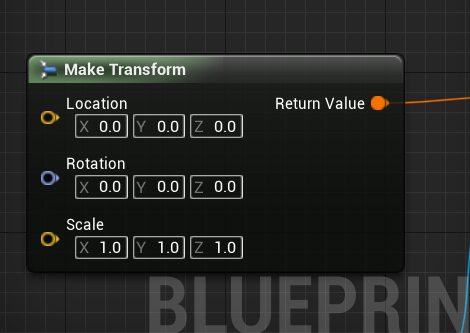 Make Transform
Location
Return Value
X 0.0 Y 0.0 Z 0.0
Rotation
X 0.0 Y 0.0 Z 0.0
Scale
X 1.0 Y 1.0 Z 1.0
BLUEPRIN